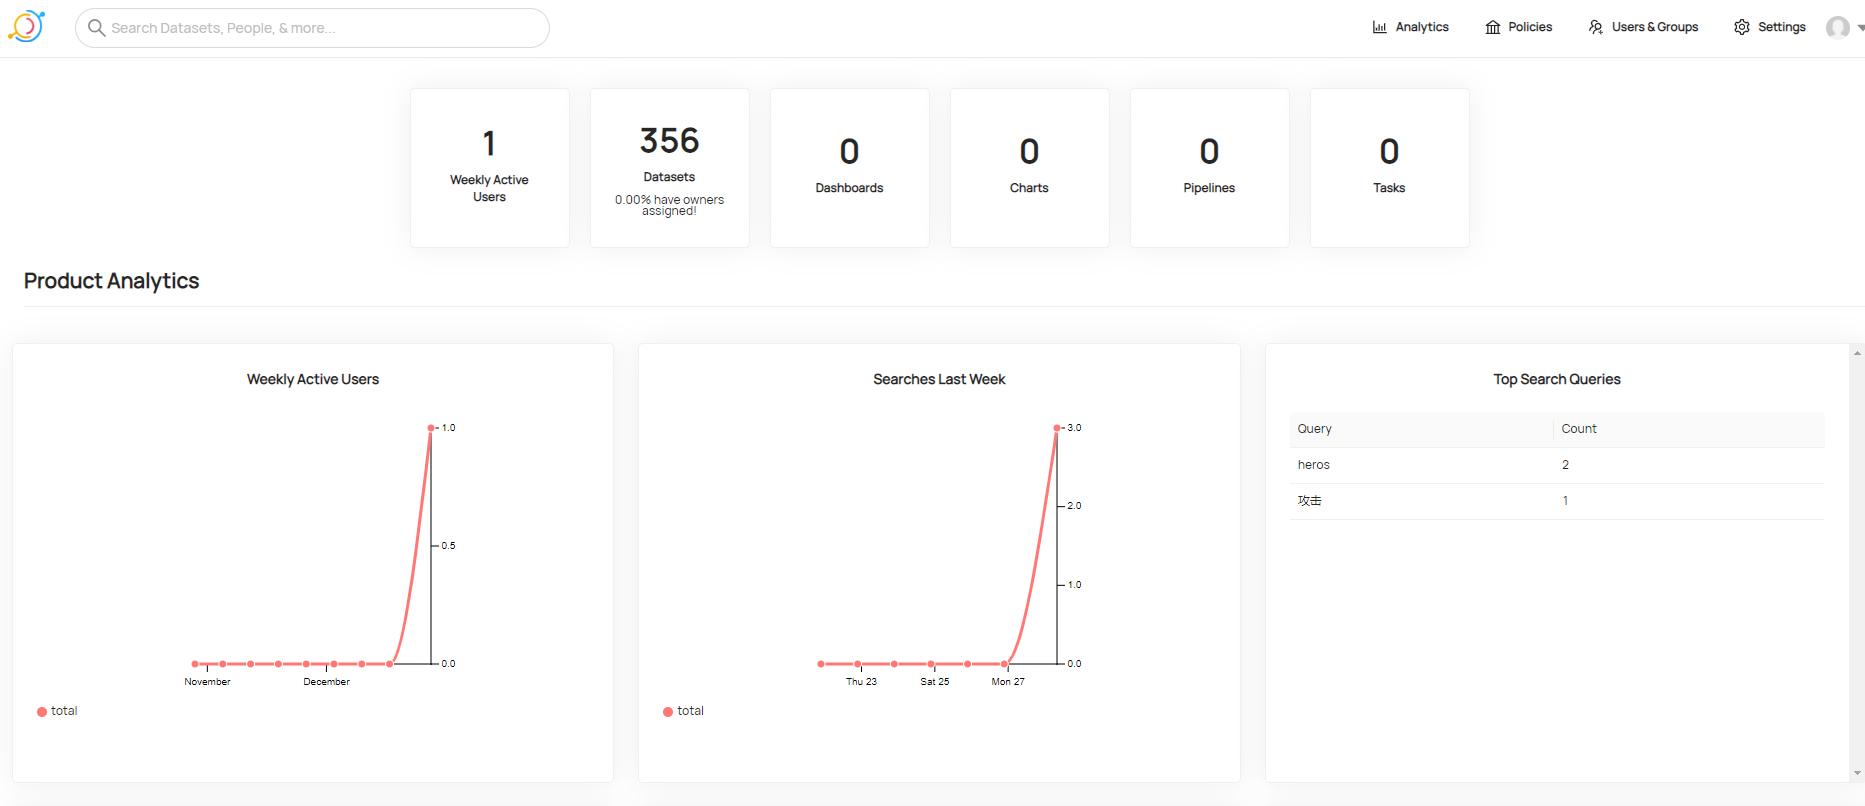 Search Datasets, People, & more...
Analytics
Policies
Users & Groups
Settings
1
Weekly Active
Users
356
Datasets
0.00% have owners
assigned!
0
Dashboards
0
Charts
0
Pipelines
0
Tasks
Product Analytics
Weekly Active Users
1.0
0.5
0.0
November
December
total
Searches Last Week
3.0
2.0
1.0
0.0
Thu 23
Sat 25
Mon 27
total
Top Search Queries
Query Count
heros 2
攻击 1